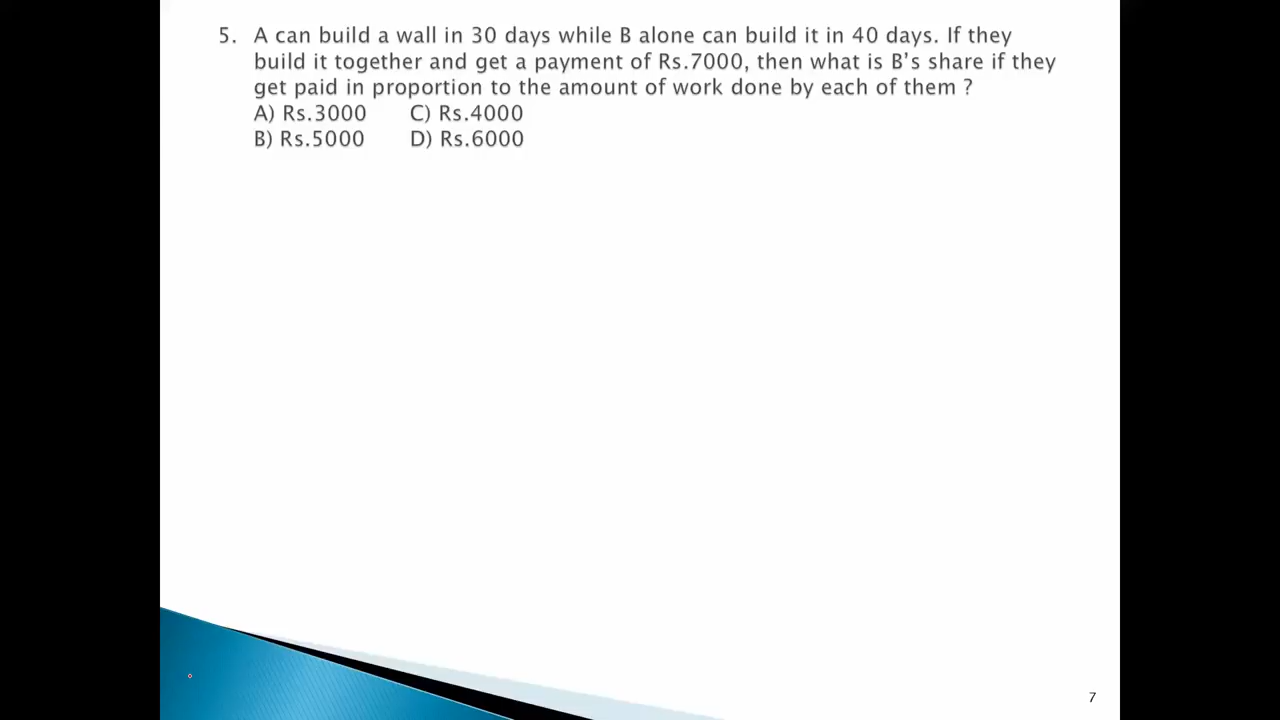 5. A can build a wall in 30 days while B alone can build it in 40 days. If they
build it together and get a payment of Rs.7000, then what is B’s share if they
get paid in proportion to the amount of work done by each of them ?
A) Rs.3000 C) Rs.4000
B) Rs.5000 D) Rs.6000
7